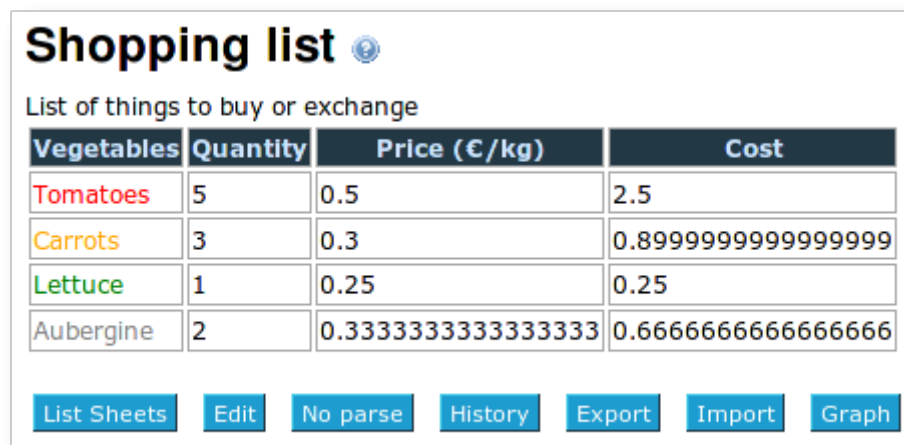 Shopping list
List of things to buy or exchange
Vegetables Quantity Price (€/kg) Cost
Tomatoes 5 0.5 2.5
Carrots 3 0.3 0.8999999999999999
Lettuce 1 0.25 0.25
Aubergine 2 0.3333333333333333 0.6666666666666666
List Sheets Edit No parse History Export Import Graph